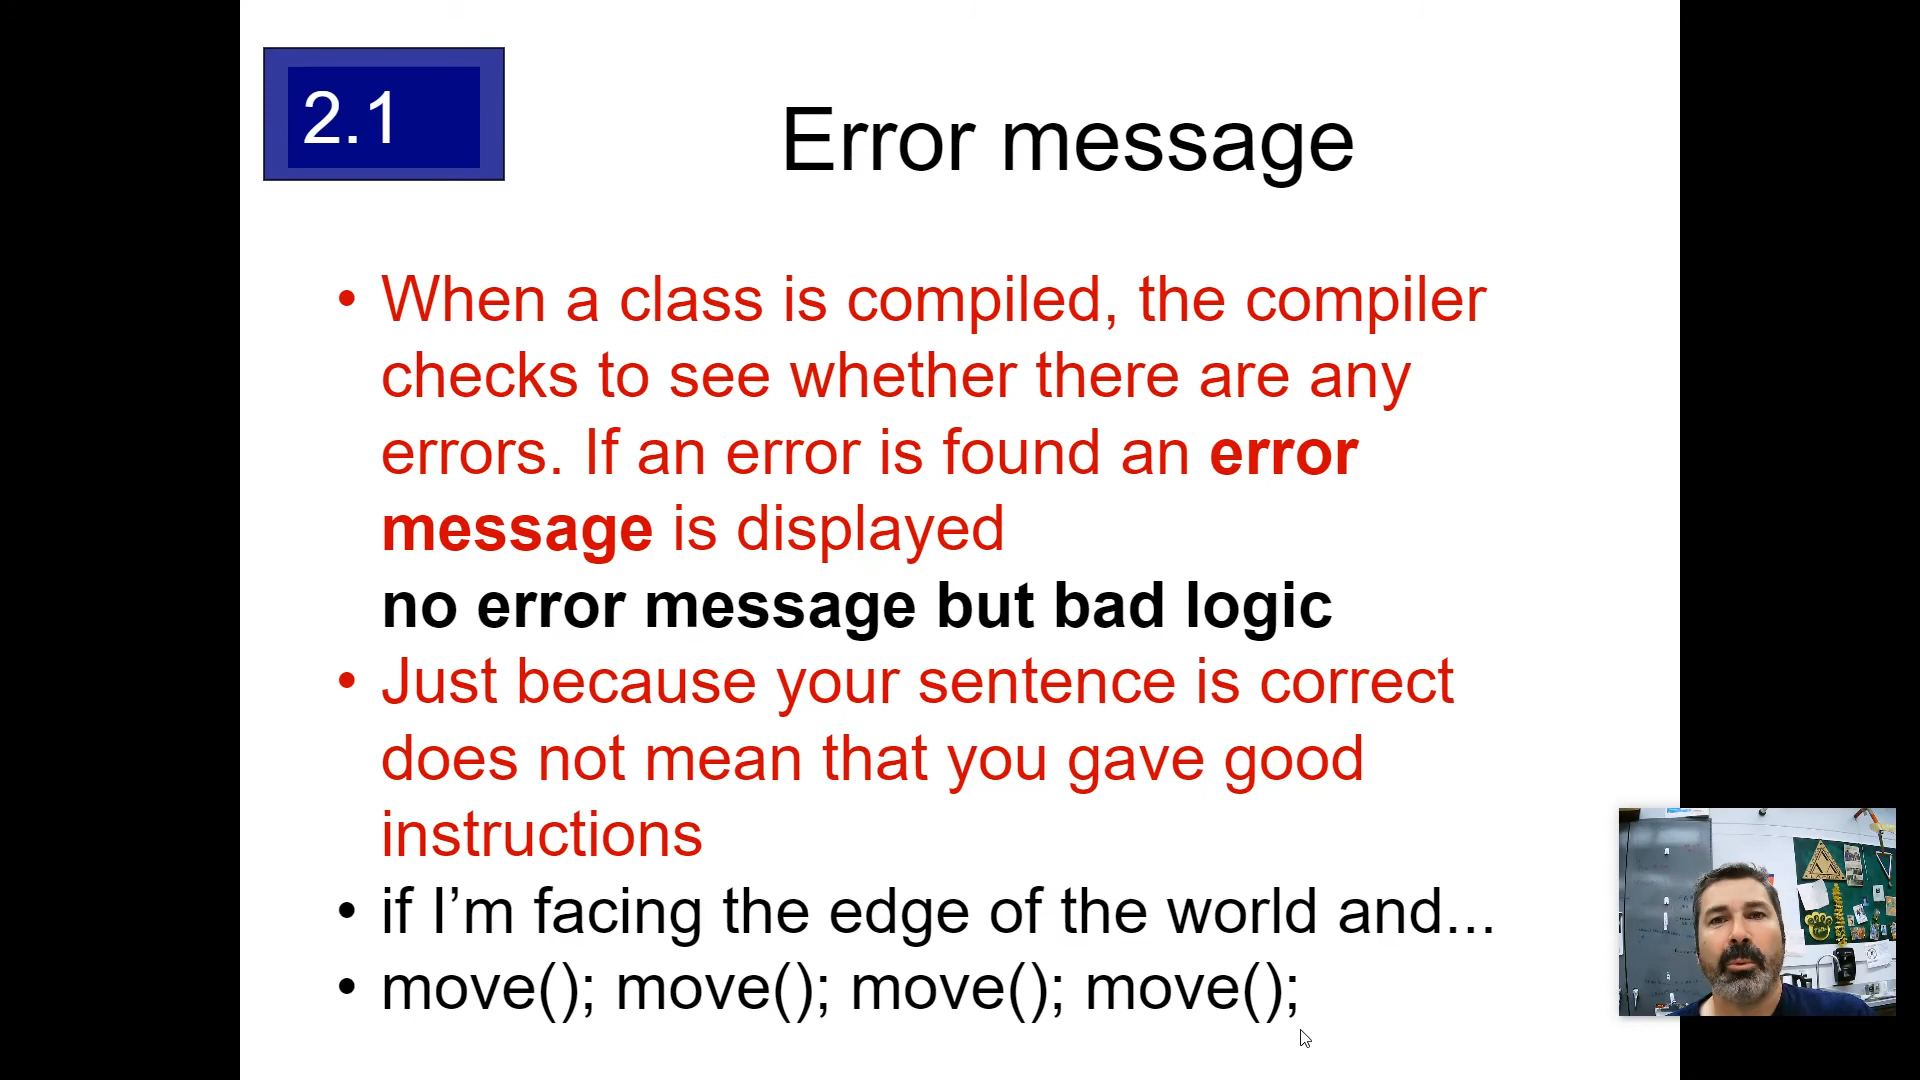 2.1
Error message
• When a class is compiled, the compiler
checks to see whether there are any
errors. If an error is found an error
message is displayed
no error message but bad logic
• Just because your sentence is correct
does not mean that you gave good
instructions
• if I’m facing the edge of the world and...
• move(); move(); move(); move();